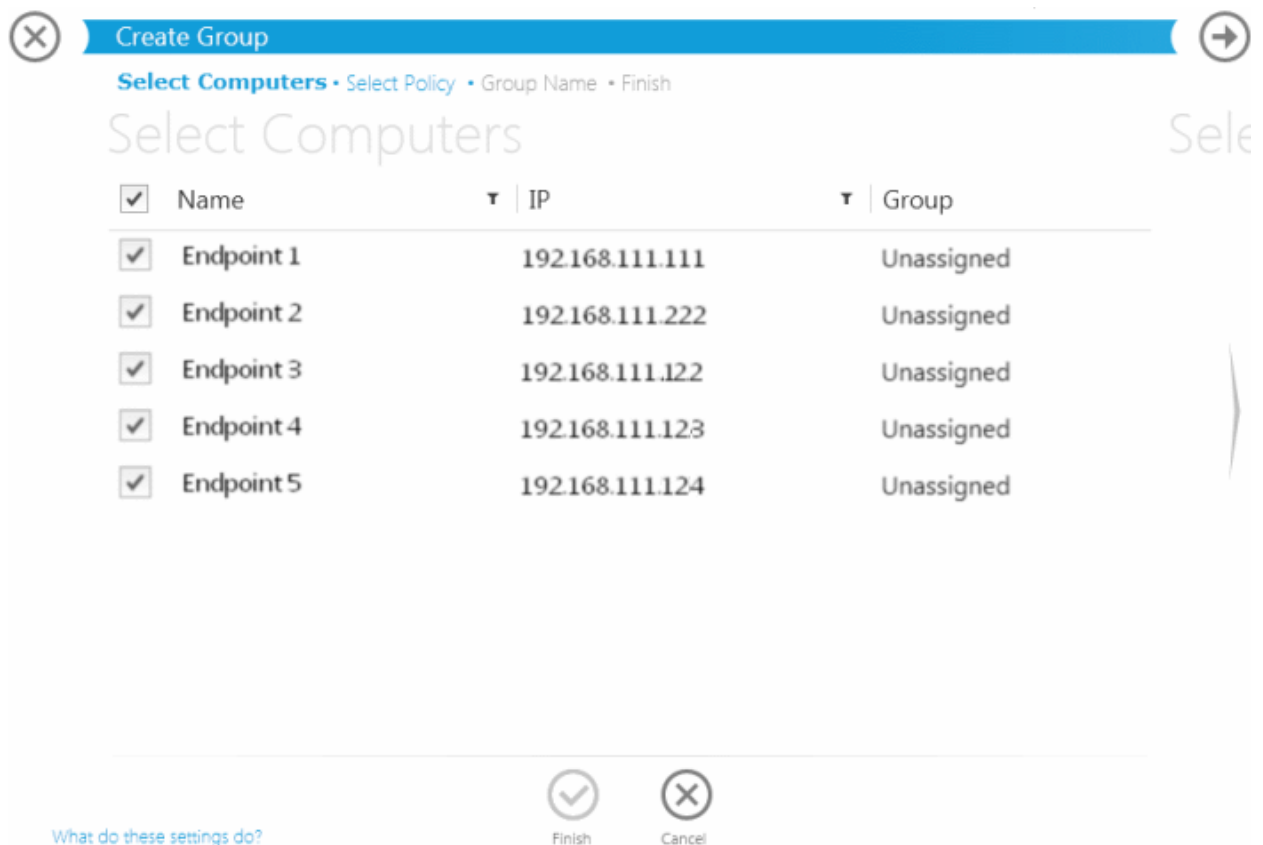 Create Group
Select Computers • Select Policy • Group Name • Finish
Select Computers Sele
Name IP Group
Endpoint 1 192.168.111.111 Unassigned
Endpoint 2 192.168.111.222 Unassigned
Endpoint 3 192.168.111.122 Unassigned
Endpoint 4 192.168.111.123 Unassigned
Endpoint 5 192.168.111.124 Unassigned
Finish Cancel
What do these settings do?